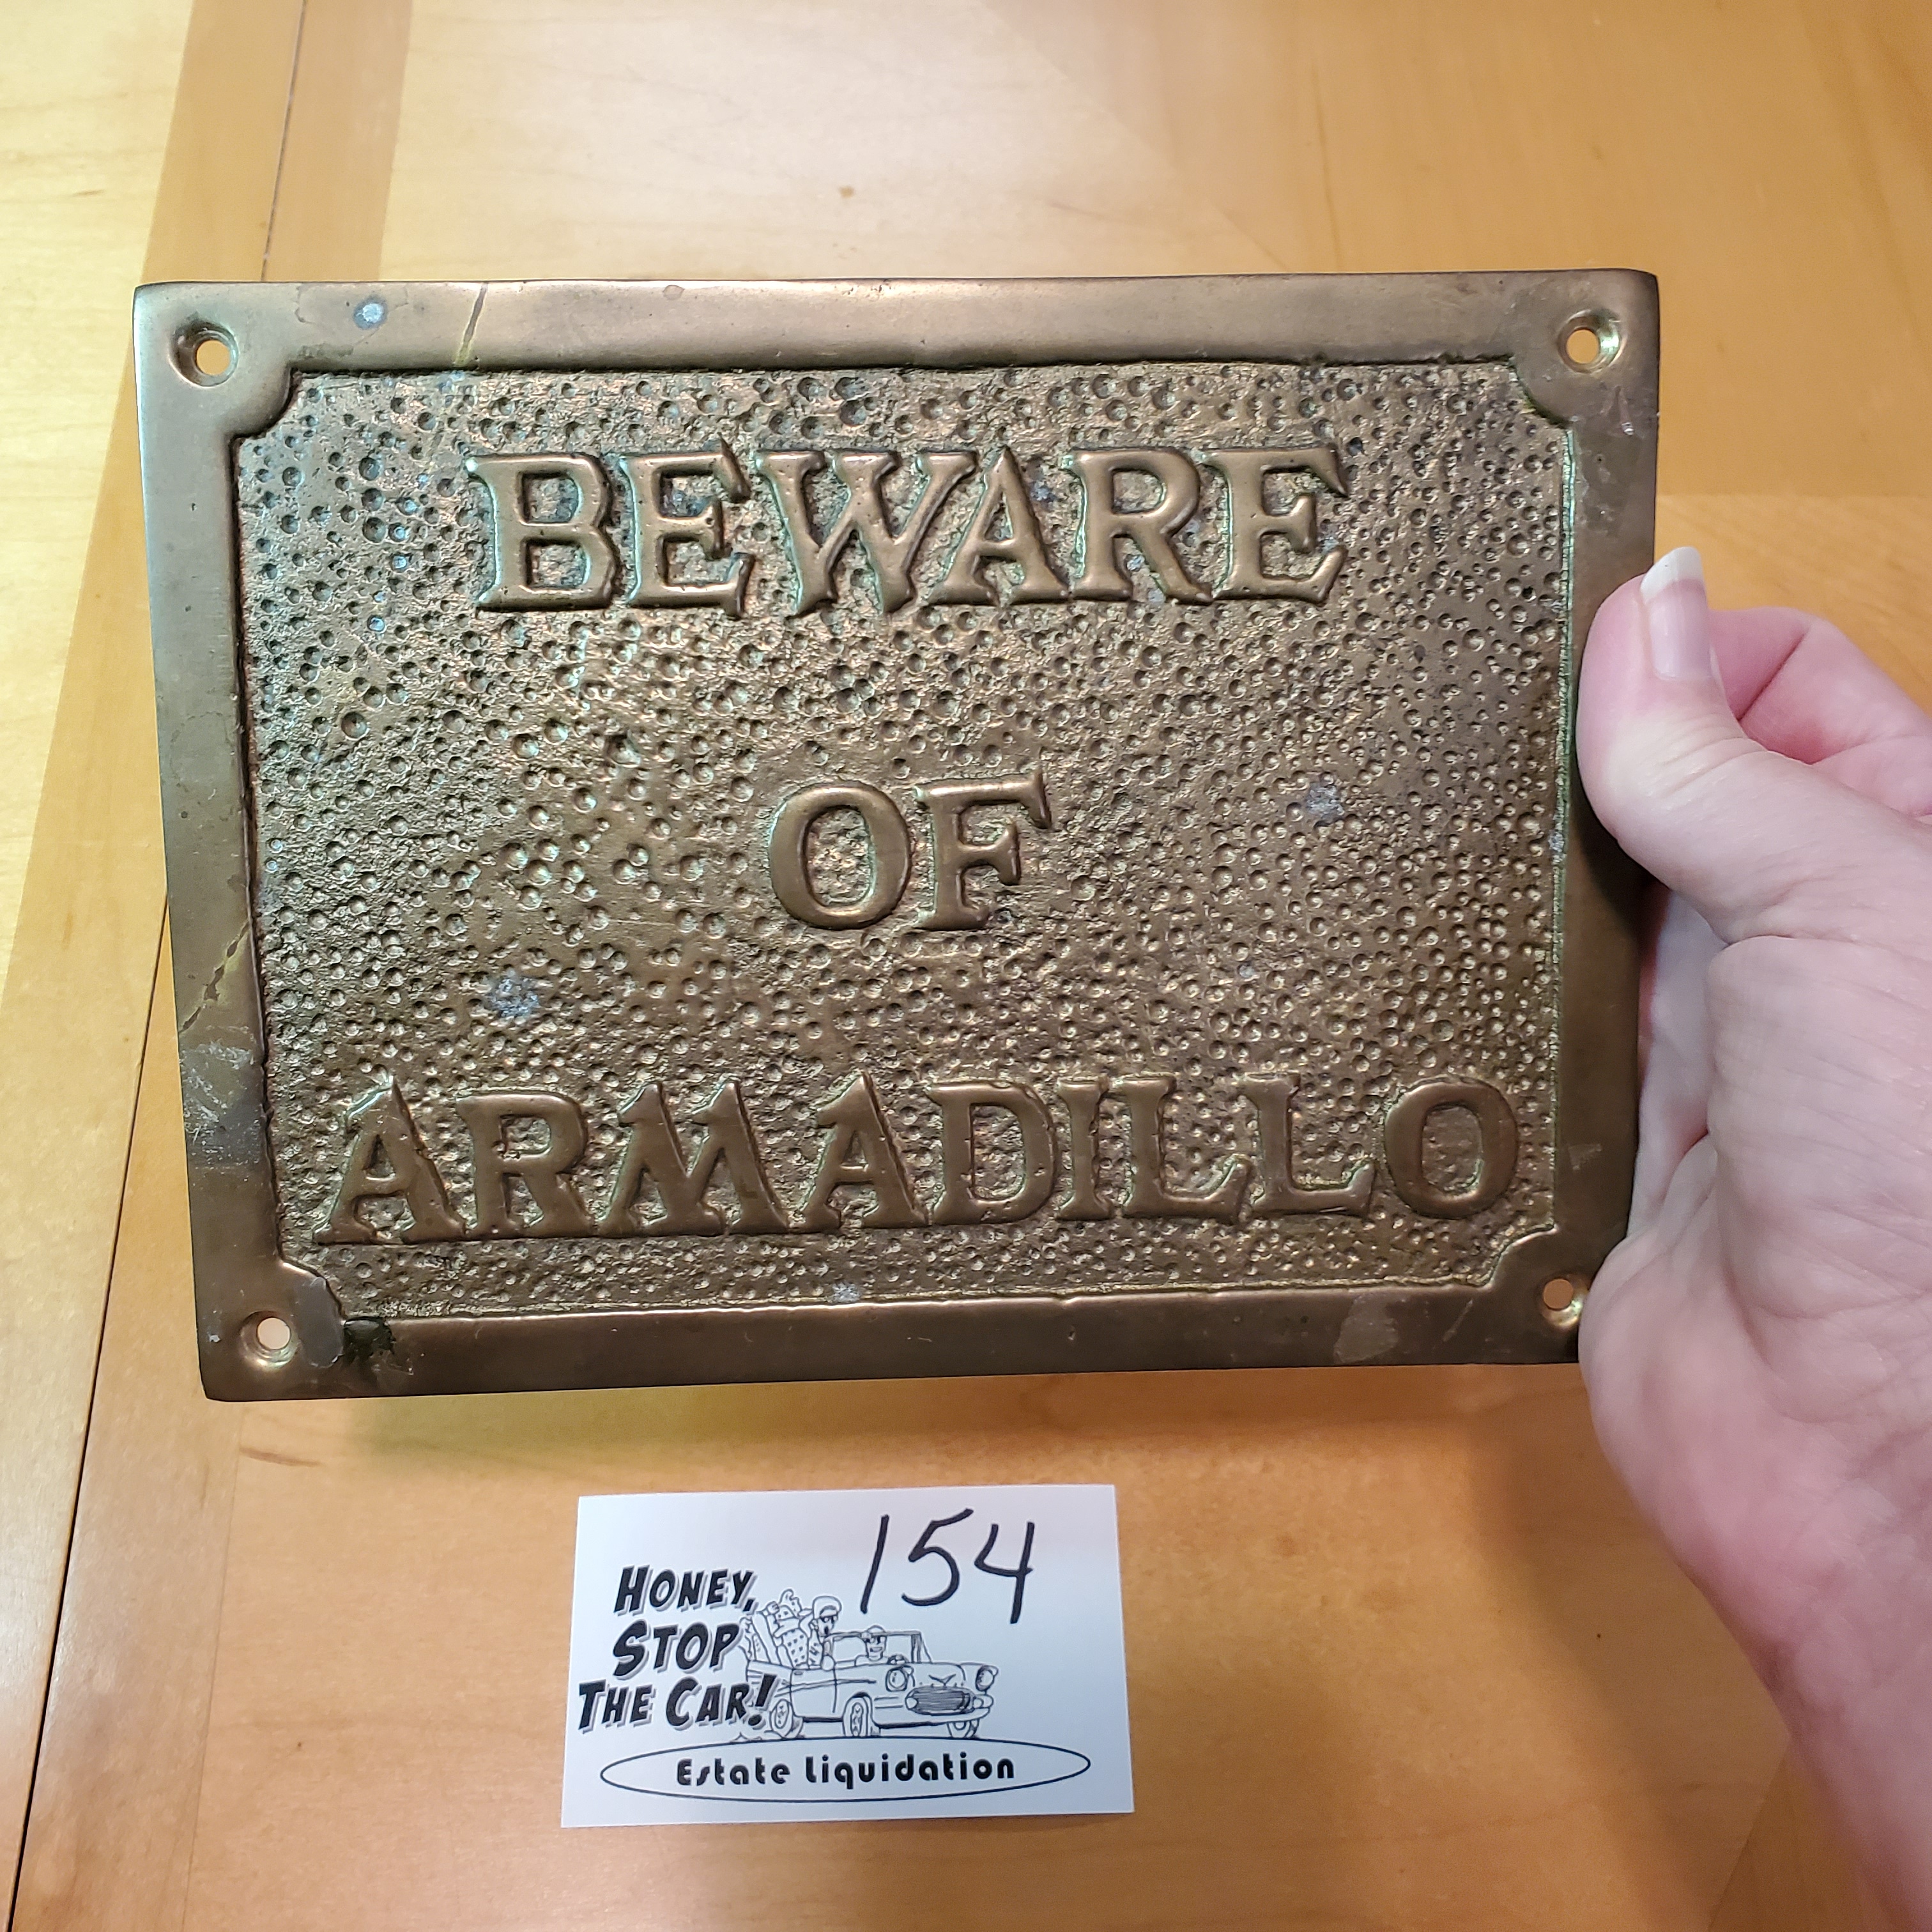 BEWARE
OF
ARMADILLO
154
HONEY,
STOP
THE CAR!
Estate Liquidation